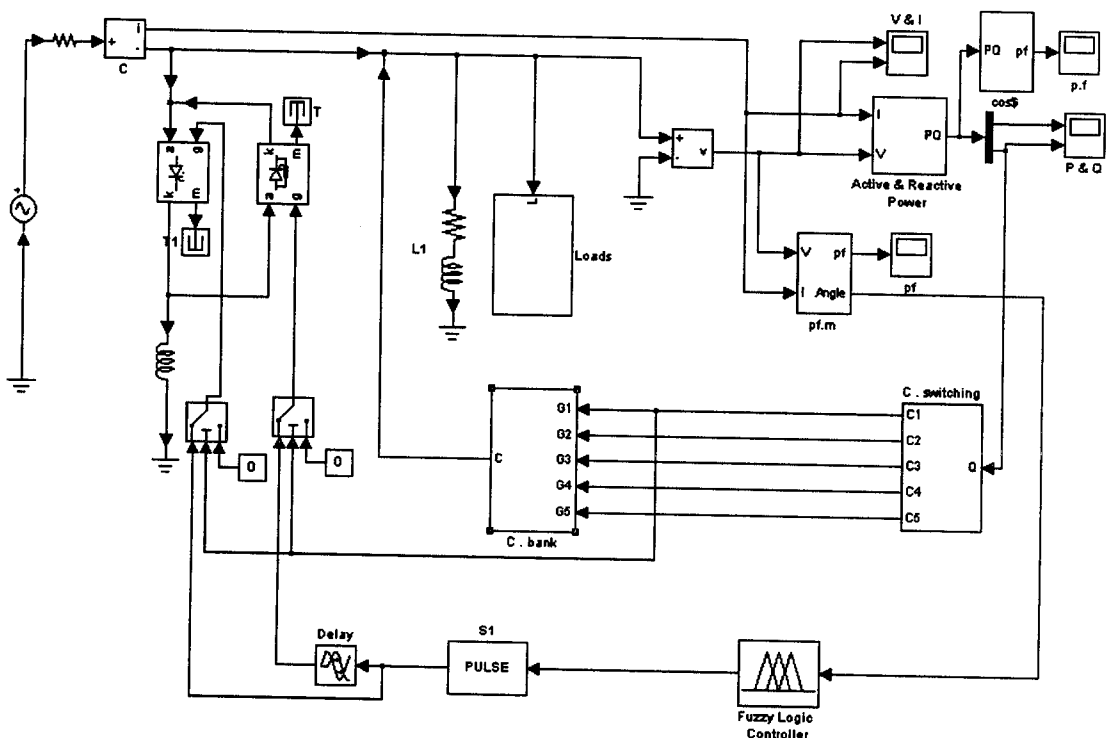 i
+
-
C
V & I
PQ
pf
cos$
p.f
T
a
g
k
m
k
m
a
g
T1
+
-
v
I
V
PQ
Active & Reactive
Power
P & Q
L1
L
Loads
V
pf
I
Angle
pf.m
pf
+
0
0
C . switching
G1
G2
G3
G4
G5
C
C . bank
C1
C2
C3
C4
C5
Q
Delay
S1
PULSE
Fuzzy Logic
Controller